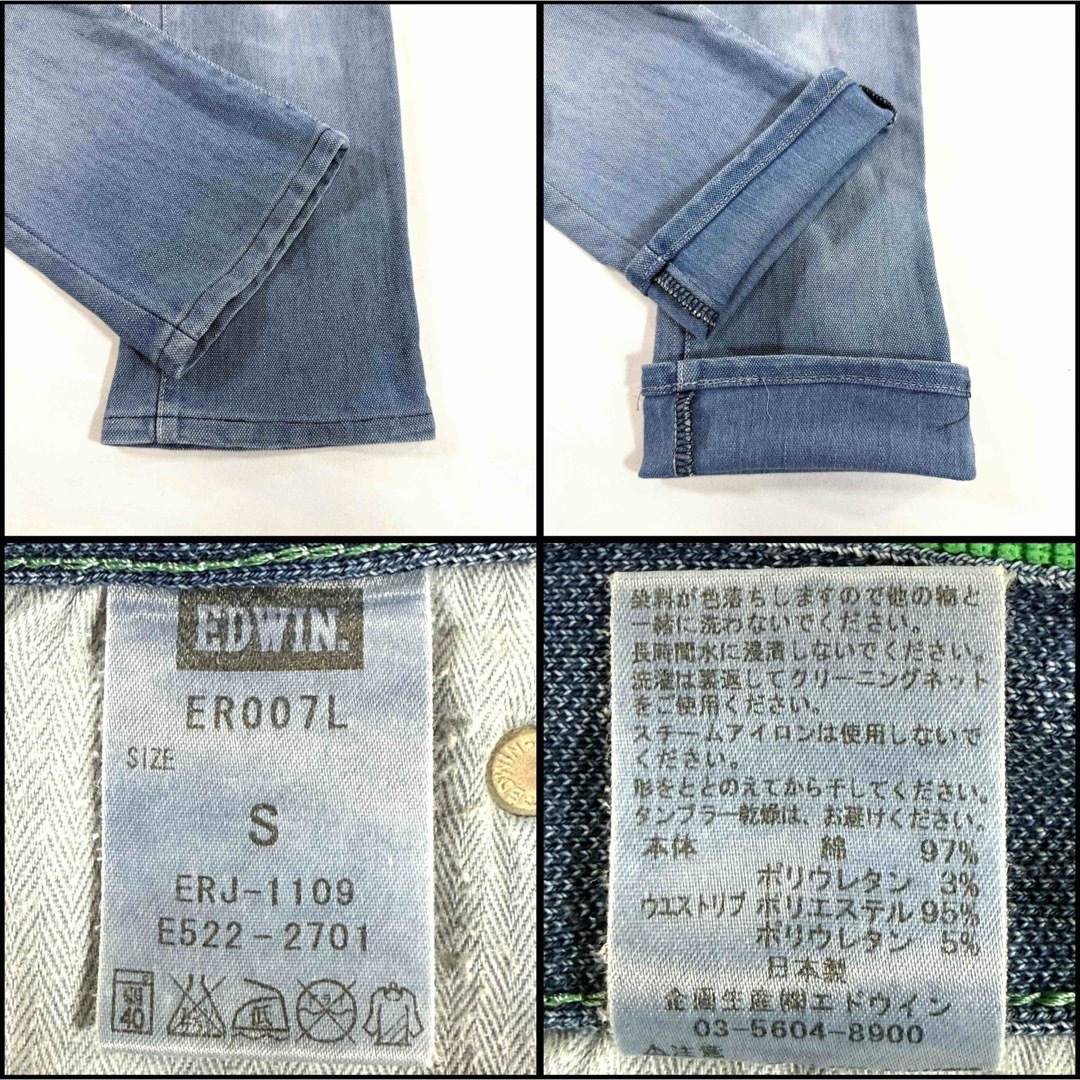 EDWIN.
ER007L
SIZE
S
ERJ-1109
E522-2701
弱
40
低
染料が色落ちしますので他の物と
一緒に洗わないでください。
長時間水に浸漬しないでください。
洗濯は裏返してクリーニングネット
をご使用ください。
スチームアイロンは使用しないで
ください。
形をととのえてから干してください。
タンブラー乾燥は、お避けください。
本体 綿 97%
ポリウレタン 3%
ウエストリブ ポリエステル 95%
ポリウレタン 5%
日本製
企画生産㈱エドウイン
03-5604-8900